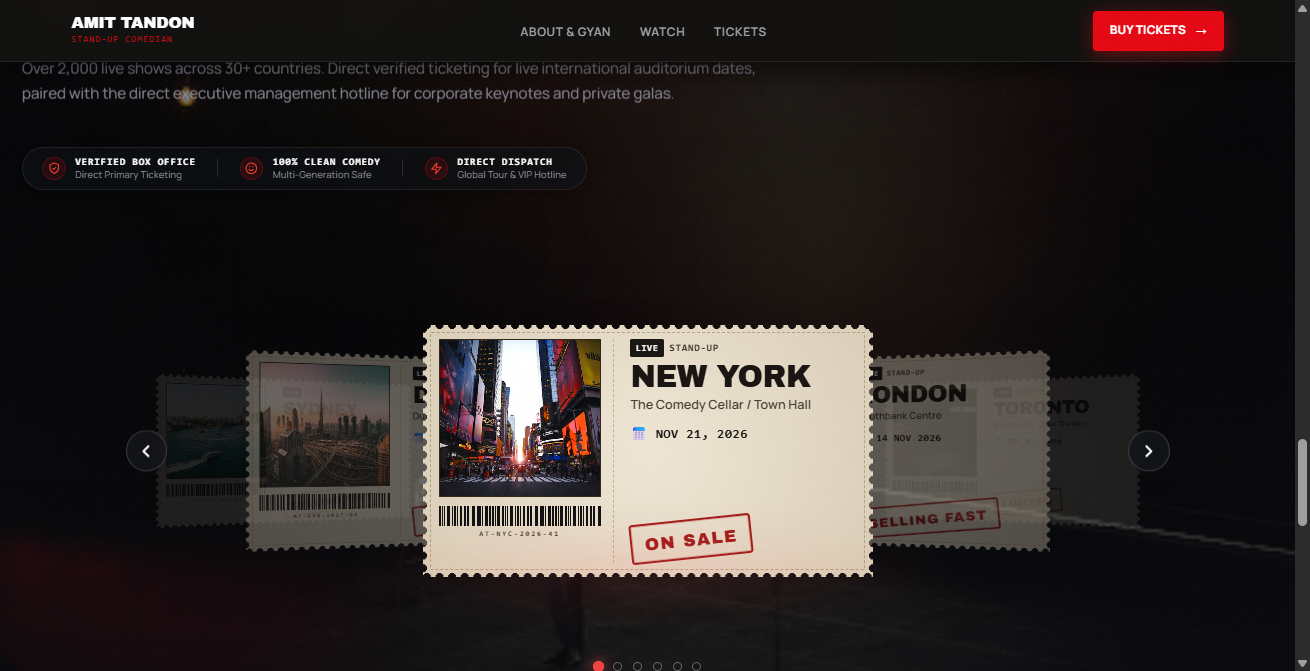 AMIT TANDON
STAND-UP COMEDIAN
ABOUT & GYAN
WATCH
TICKETS
BUY TICKETS →
Over 2,000 live shows across 30+ countries. Direct verified ticketing for live international auditorium dates,
paired with the direct executive management hotline for corporate keynotes and private galas.
VERIFIED BOX OFFICE
Direct Primary Ticketing
100% CLEAN COMEDY
Multi-Generation Safe
DIRECT DISPATCH
Global Tour & VIP Hotline
SYDNEY
LIVE STAND-UP
NEW YORK
The Comedy Cellar / Town Hall
NOV 21, 2026
AT-NYC-2026-41
ON SALE
STAND-UP
ONDON
thbank Centre
14 NOV 2026
SELLING FAST
TORONTO